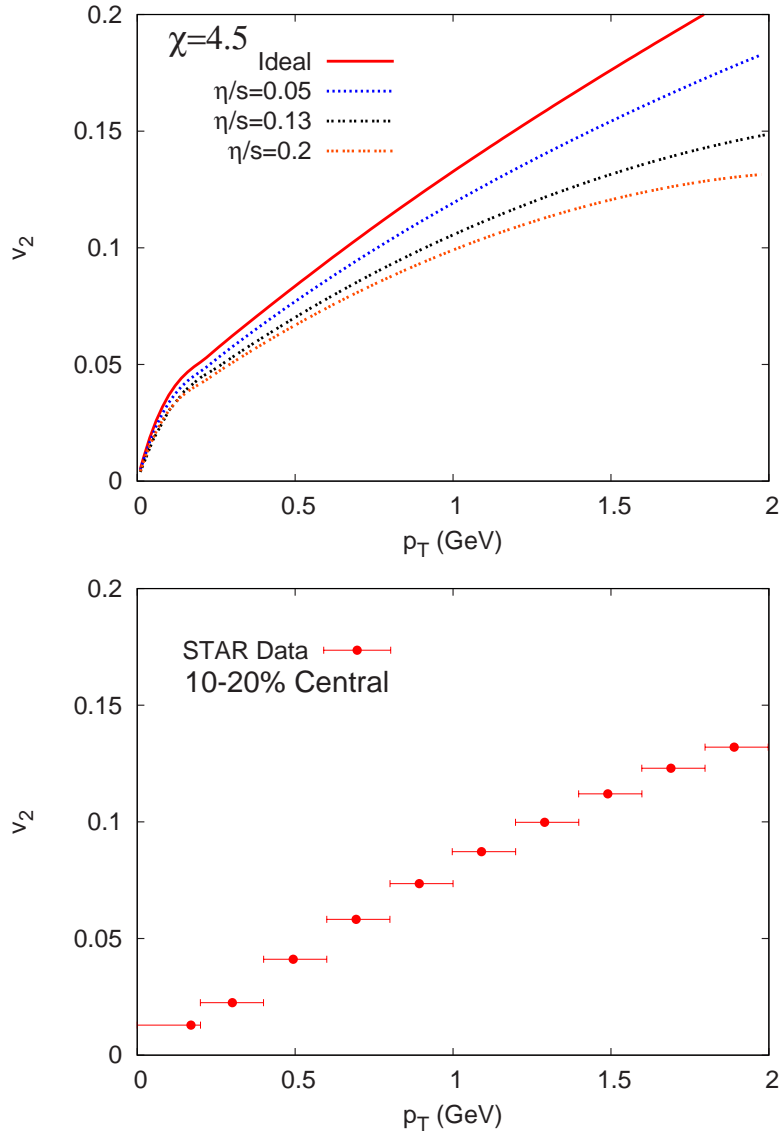 χ=4.5
Ideal
η/s=0.05
η/s=0.13
η/s=0.2
0.2
0.15
0.1
0.05
0
v2
0 0.5 1 1.5 2
pT (GeV)
STAR Data
10-20% Central
0.2
0.15
0.1
0.05
0
v2
0 0.5 1 1.5 2
pT (GeV)